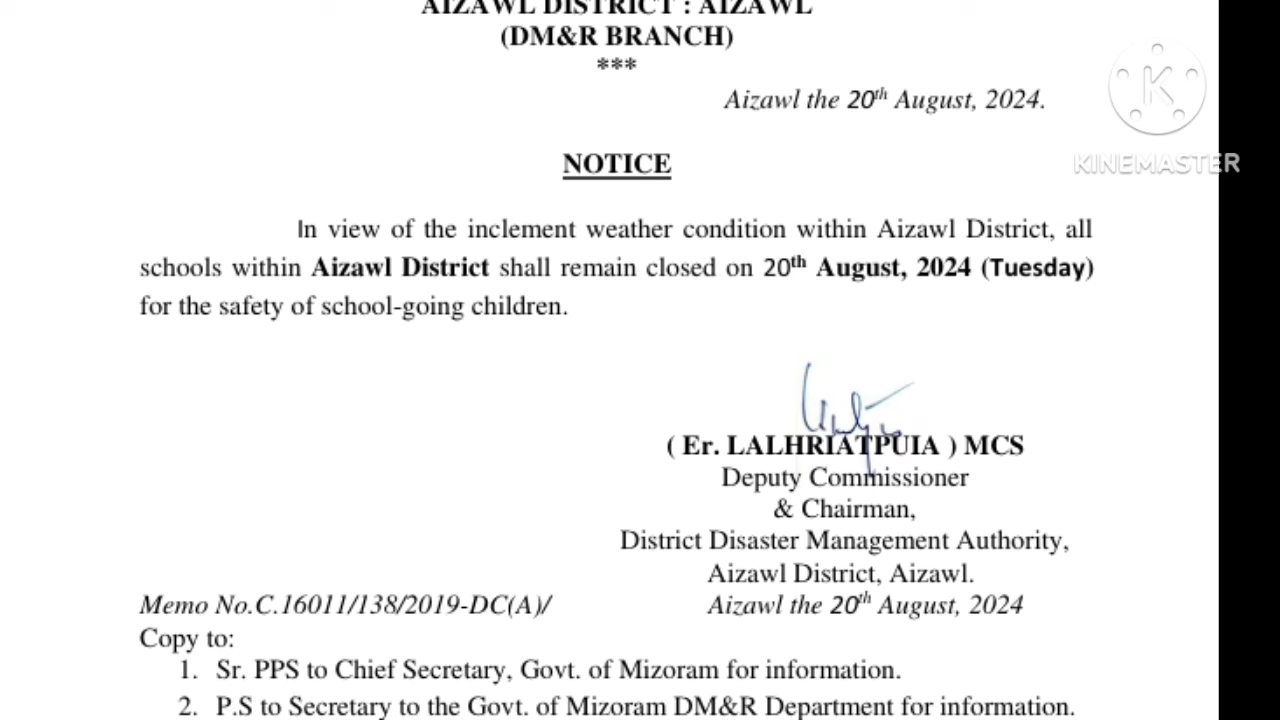 AIZAWL DISTRICT : AIZAWL
(DM&R BRANCH)
***
Aizawl the 20th August, 2024.
KINEMASTER
NOTICE
In view of the inclement weather condition within Aizawl District, all
schools within Aizawl District shall remain closed on 20th August, 2024 (Tuesday)
for the safety of school-going children.
( Er. LALHRIATPUIA ) MCS
Deputy Commissioner
& Chairman,
District Disaster Management Authority,
Aizawl District, Aizawl.
Memo No.C.16011/138/2019-DC(A)/ Aizawl the 20th August, 2024
Copy to:
1. Sr. PPS to Chief Secretary, Govt. of Mizoram for information.
2. P.S to Secretary to the Govt. of Mizoram DM&R Department for information.